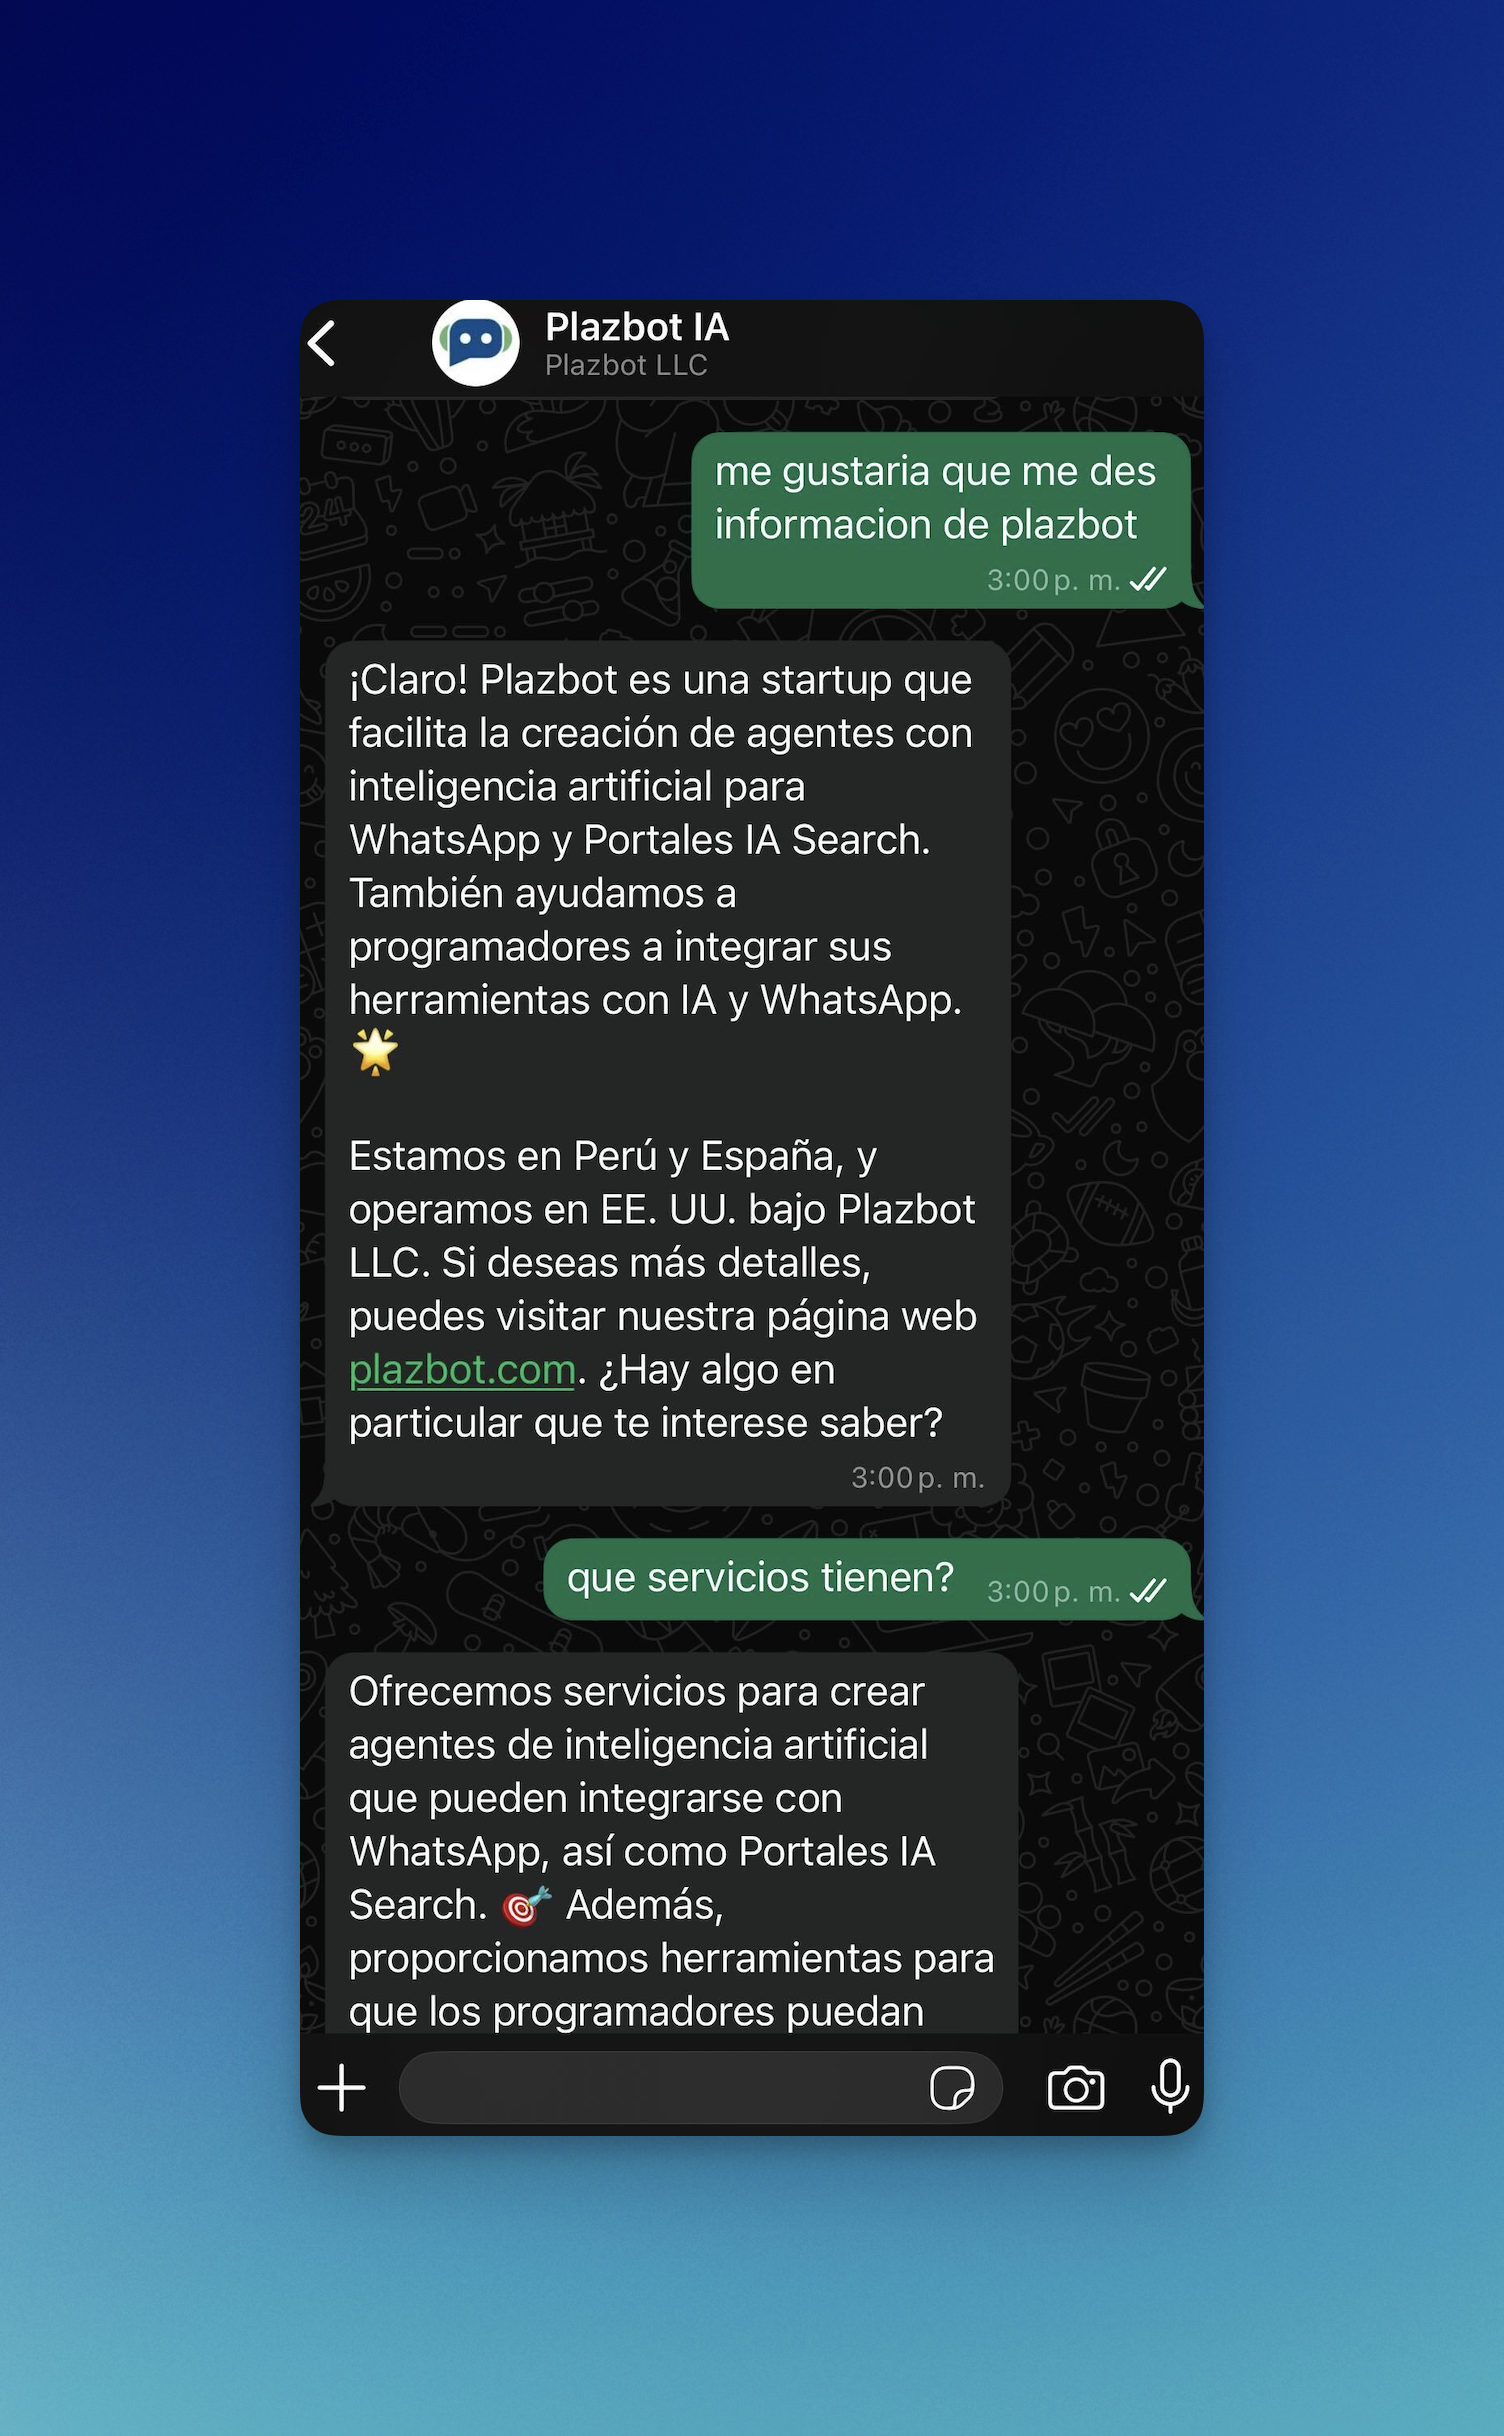 Plazbot IA
Plazbot LLC
me gustaria que me des
informacion de plazbot
3:00 p. m.
¡Claro! Plazbot es una startup que
facilita la creación de agentes con
inteligencia artificial para
WhatsApp y Portales IA Search.
También ayudamos a
programadores a integrar sus
herramientas con IA y WhatsApp.
🌟
Estamos en Perú y España, y
operamos en EE. UU. bajo Plazbot
LLC. Si deseas más detalles,
puedes visitar nuestra página web
plazbot.com. ¿Hay algo en
particular que te interese saber?
3:00 p. m.
que servicios tienen? 3:00 p. m.
Ofrecemos servicios para crear
agentes de inteligencia artificial
que pueden integrarse con
WhatsApp, así como Portales IA
Search. 🎯 Además,
proporcionamos herramientas para
que los programadores puedan